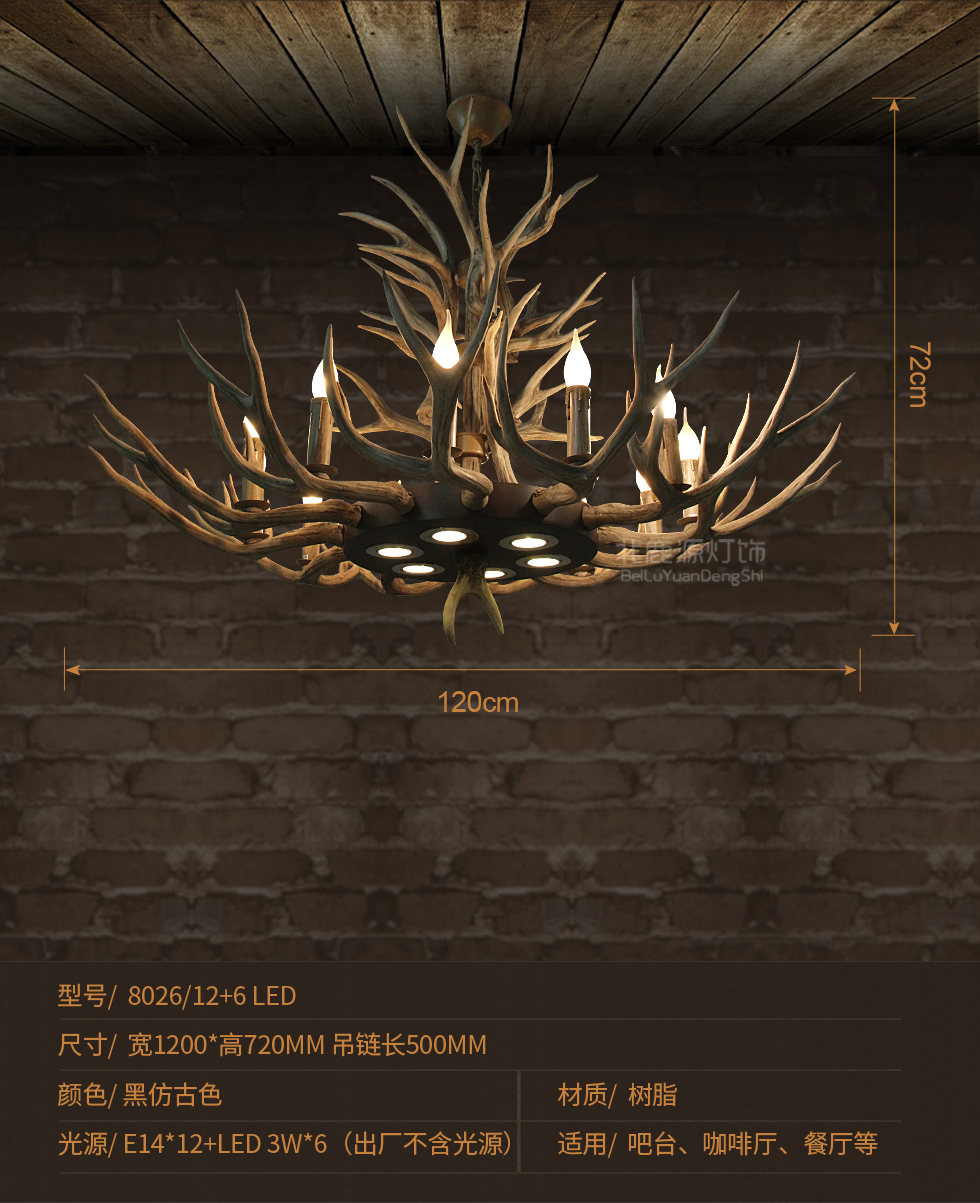 72cm
北鹿源灯饰
BeiLuYuanDengShi
120cm
型号/ 8026/12+6 LED
尺寸/ 宽1200*高720MM 吊链长500MM
颜色/ 黑仿古色
材质/ 树脂
光源/ E14*12+LED 3W*6（出厂不含光源）
适用/ 吧台、咖啡厅、餐厅等